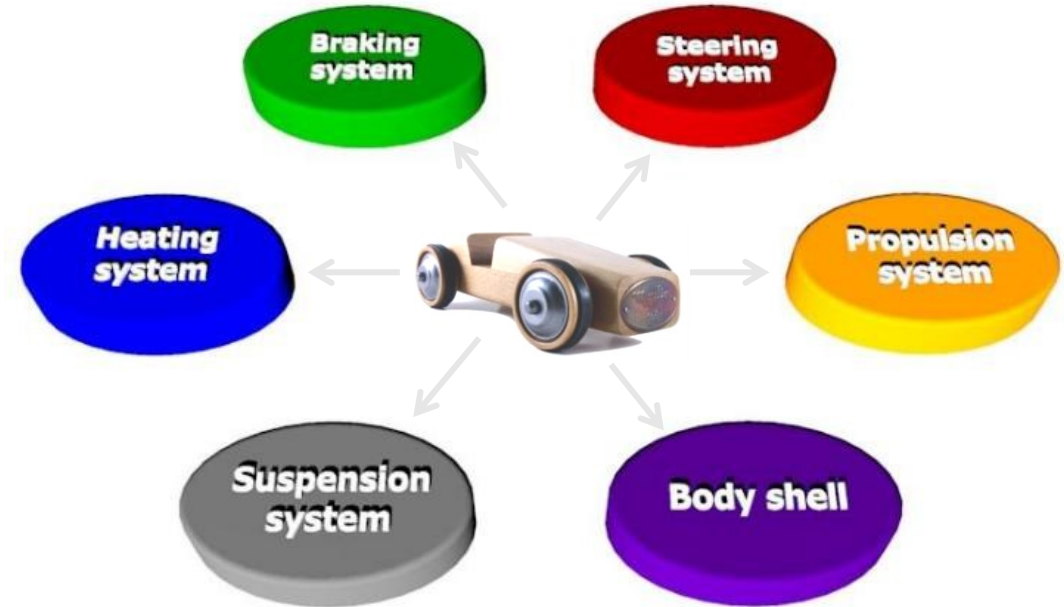 Braking
system
Steering
system
Heating
system
Propulsion
system
Suspension
system
Body shell